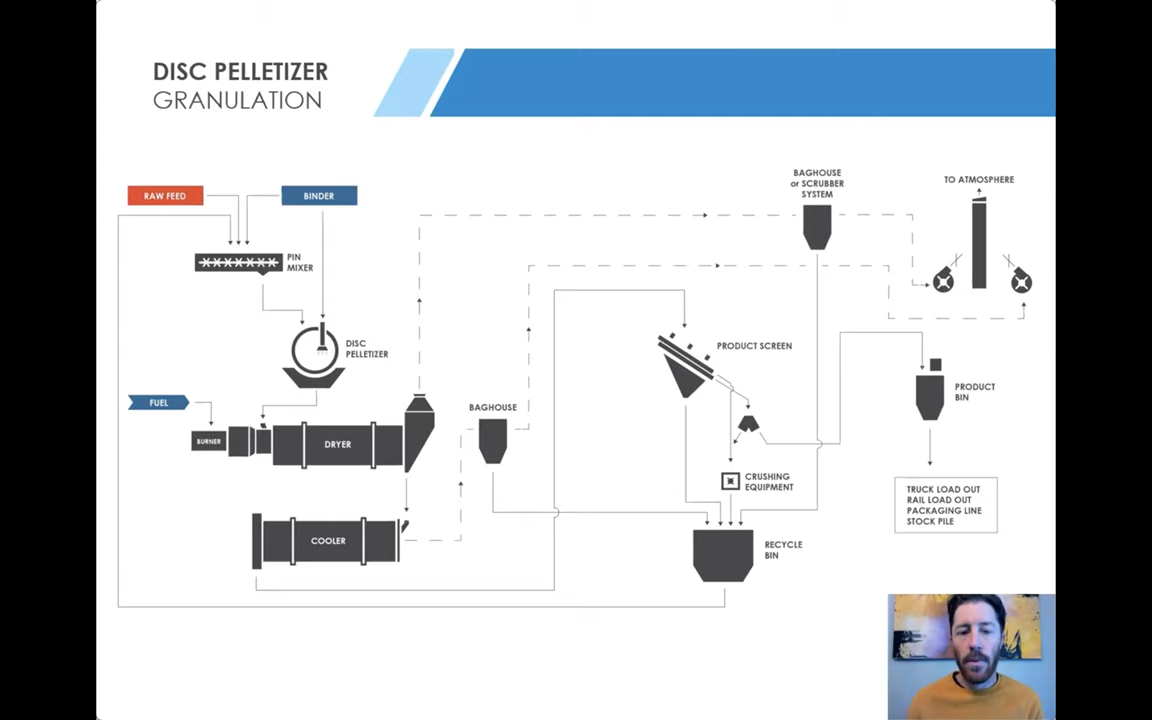 DISC PELLETIZER
GRANULATION
RAW FEED
BINDER
PIN
MIXER
DISC
PELLETIZER
FUEL
BURNER
DRYER
COOLER
BAGHOUSE
BAGHOUSE
or SCRUBBER
SYSTEM
TO ATMOSPHERE
PRODUCT SCREEN
PRODUCT
BIN
CRUSHING
EQUIPMENT
RECYCLE
BIN
TRUCK LOAD OUT
RAIL LOAD OUT
PACKAGING LINE
STOCK PILE